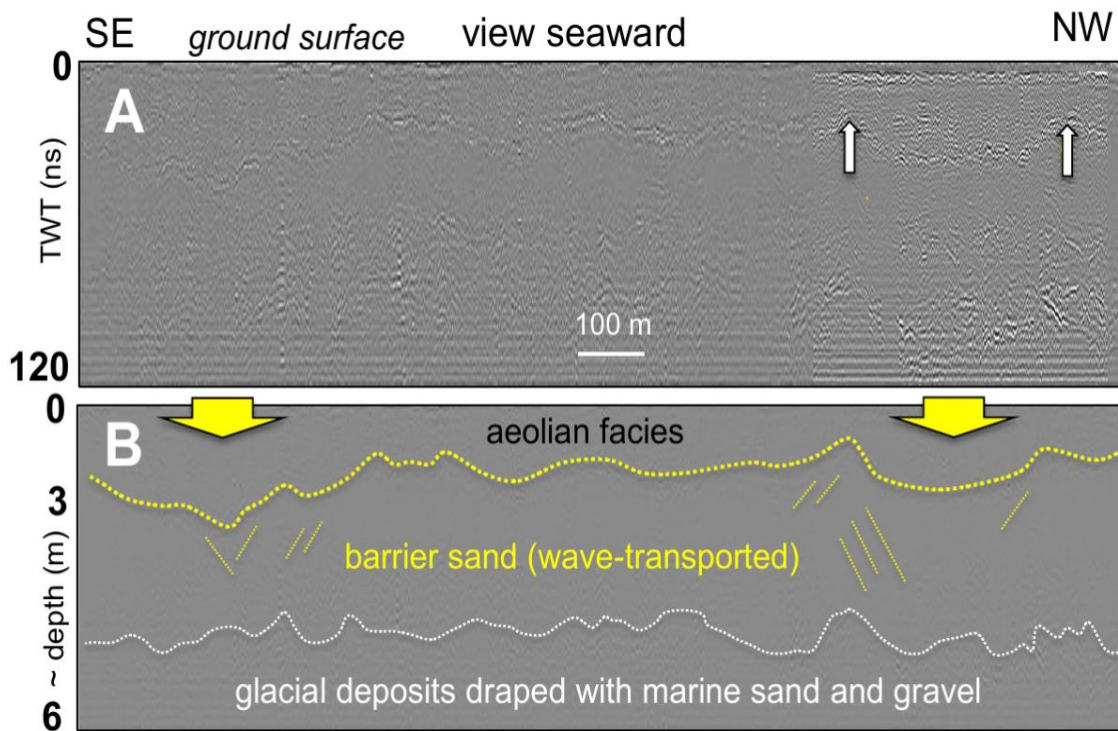 SE ground surface view seaward NW
0
A
TWT (ns)
100 m
120
0
B
aeolian facies
3
barrier sand (wave-transported)
~ depth (m)
glacial deposits draped with marine sand and gravel
6